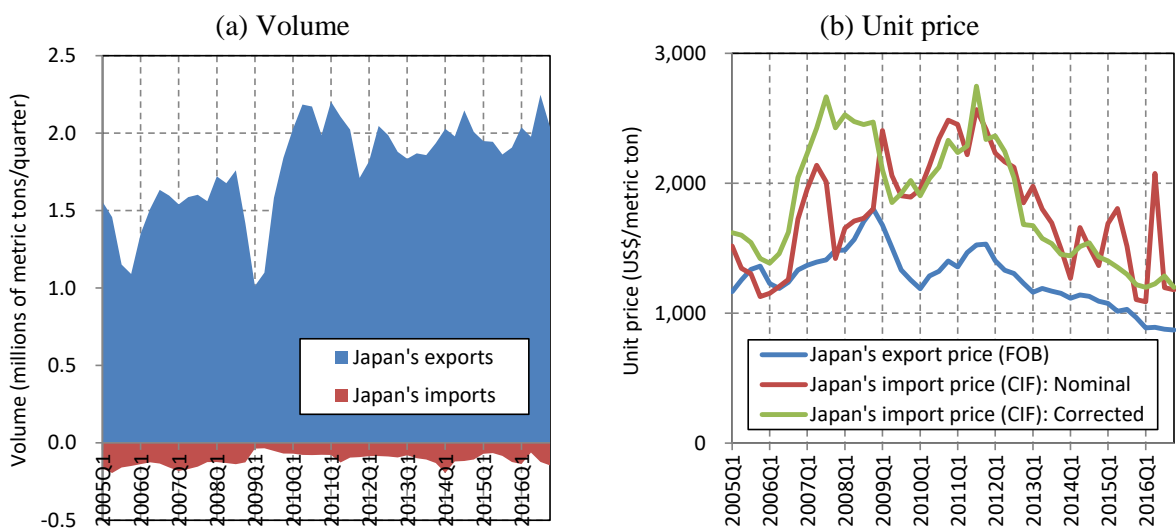 (a) Volume
Volume (millions of metric tons/quarter)
2.5
2.0
1.5
1.0
0.5
0.0
-0.5
Japan's exports
Japan's imports
2005Q1
2006Q1
2007Q1
2008Q1
2009Q1
2010Q1
2011Q1
2012Q1
2013Q1
2014Q1
2015Q1
2016Q1
(b) Unit price
Unit price (US$/metric ton)
3,000
2,000
1,000
0
Japan's export price (FOB)
Japan's import price (CIF): Nominal
Japan's import price (CIF): Corrected
2005Q1
2006Q1
2007Q1
2008Q1
2009Q1
2010Q1
2011Q1
2012Q1
2013Q1
2014Q1
2015Q1
2016Q1